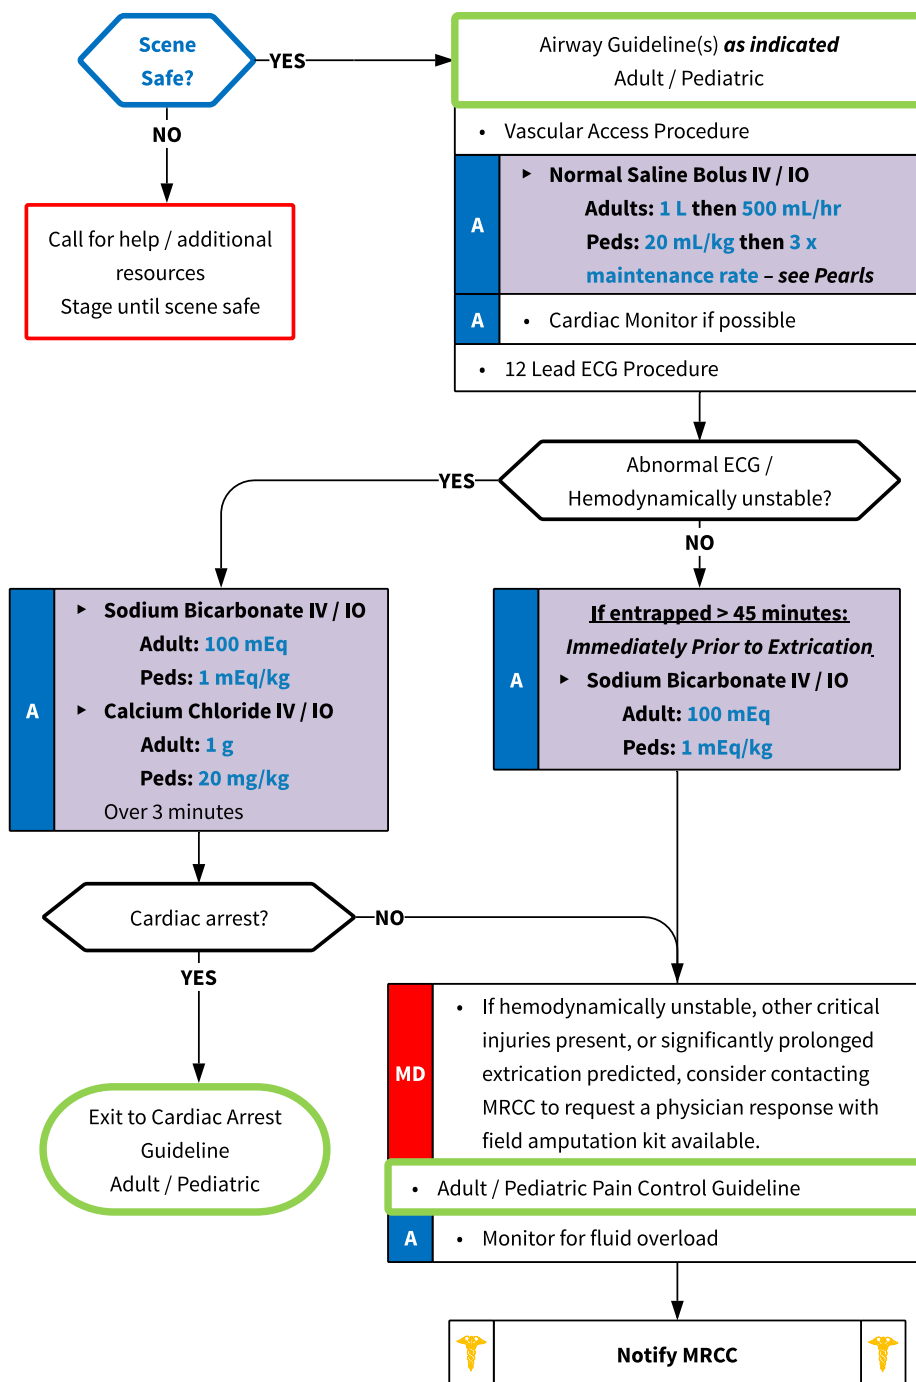 Scene
Safe?
YES
Airway Guideline(s) as indicated
Adult / Pediatric
NO
• Vascular Access Procedure
A
▸ Normal Saline Bolus IV / IO
Adults: 1 L then 500 mL/hr
Peds: 20 mL/kg then 3 x
maintenance rate – see Pearls
Call for help / additional
resources
Stage until scene safe
A
• Cardiac Monitor if possible
• 12 Lead ECG Procedure
Abnormal ECG /
Hemodynamically unstable?
YES
NO
A
▸ Sodium Bicarbonate IV / IO
Adult: 100 mEq
Peds: 1 mEq/kg
▸ Calcium Chloride IV / IO
Adult: 1 g
Peds: 20 mg/kg
Over 3 minutes
A
If entrapped > 45 minutes:
Immediately Prior to Extrication
▸ Sodium Bicarbonate IV / IO
Adult: 100 mEq
Peds: 1 mEq/kg
Cardiac arrest?
NO
YES
Exit to Cardiac Arrest
Guideline
Adult / Pediatric
MD
• If hemodynamically unstable, other critical
injuries present, or significantly prolonged
extrication predicted, consider contacting
MRCC to request a physician response with
field amputation kit available.
• Adult / Pediatric Pain Control Guideline
A
• Monitor for fluid overload
Notify MRCC